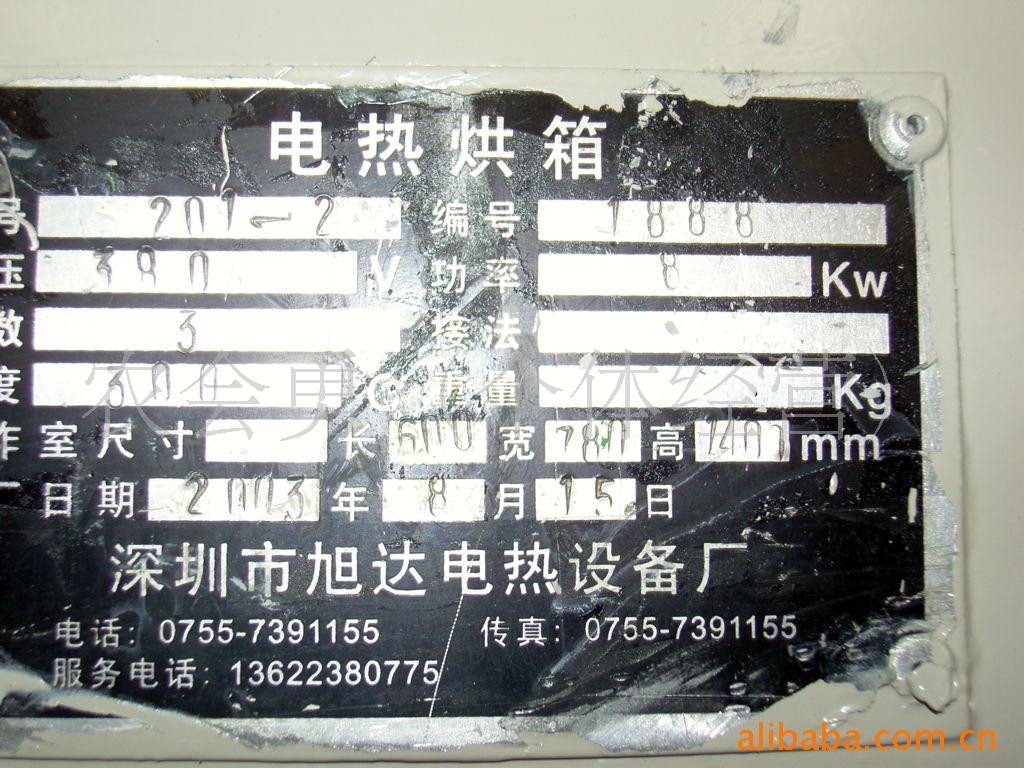 电热烘箱
号 201-2 编号 1888
压 380 V 功率 8 Kw
数 3 接法
度 300 C 重量 Kg
作室尺寸 长 600 宽 780 高 1400 mm
日期 2003 年 8 月 15 日
深圳市旭达电热设备厂
电话: 0755-7391155 传真: 0755-7391155
服务电话: 13622380775
alibaba.com.cn